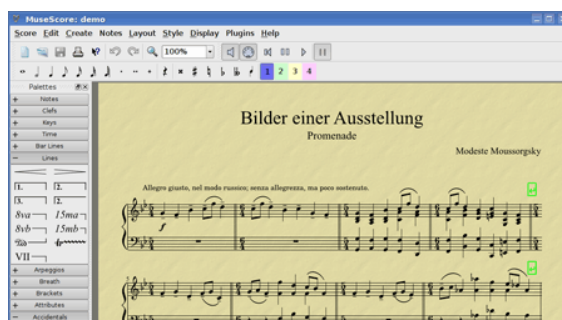 MuseScore: demo
Score Edit Create Notes Layout Style Display Plugins Help
100%
1 2 3 4
Palettes
Notes
Clefs
Keys
Time
Bar Lines
Lines
1. 2.
3. 2.
8va 15ma
8vb 15mb
VII
Arpeggios
Breath
Brackets
Attributes
Accidentals
Bilder einer Ausstellung
Promenade
Modeste Moussorgsky
Allegro giusto, nel modo russico; senza allegrezza, ma poco sostenuto.
f